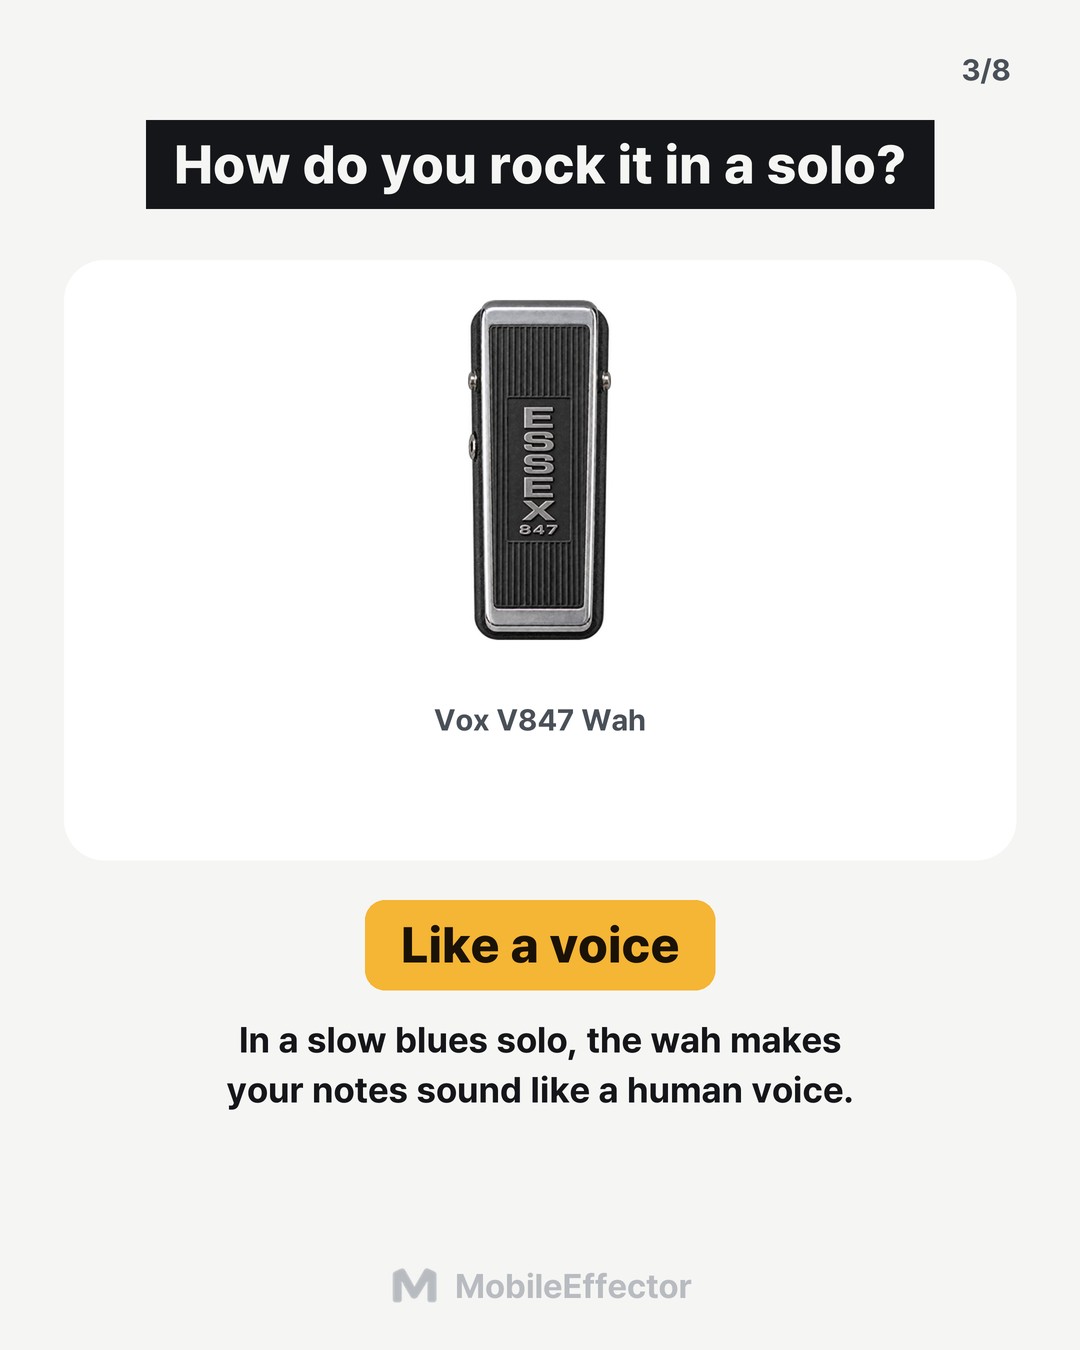 3/8
How do you rock it in a solo?
ESSEX
847
Vox V847 Wah
Like a voice
In a slow blues solo, the wah makes
your notes sound like a human voice.
MobileEffector